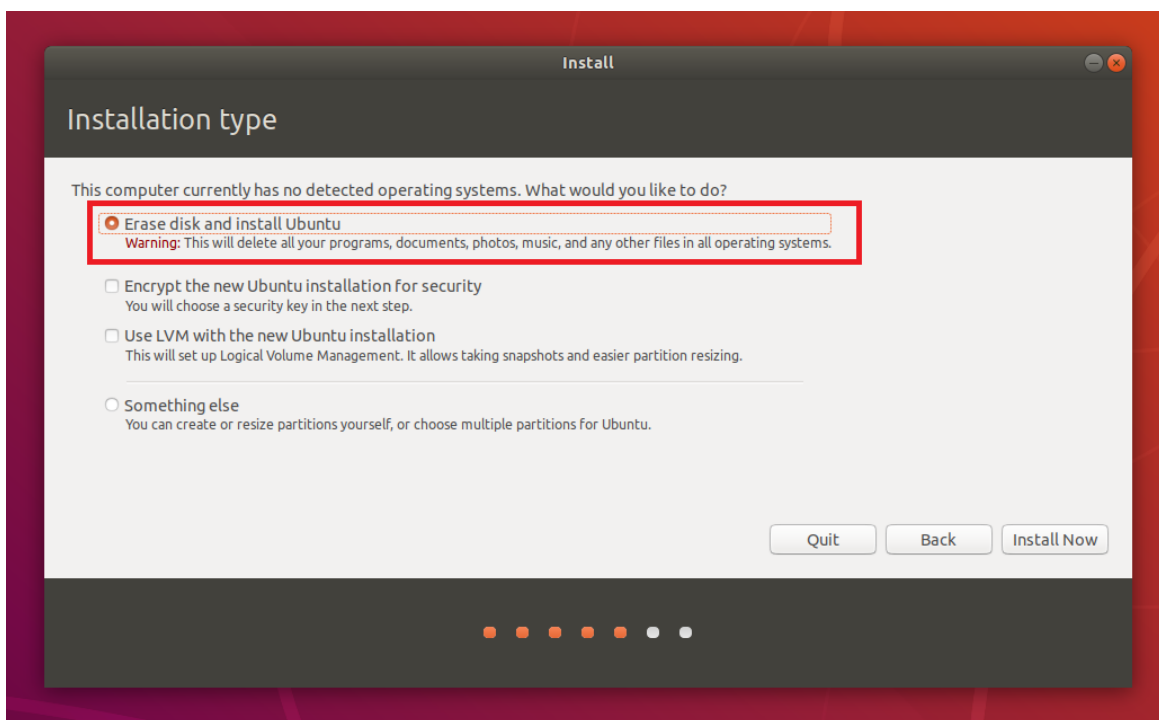 Install
Installation type
This computer currently has no detected operating systems. What would you like to do?
Erase disk and install Ubuntu
Warning: This will delete all your programs, documents, photos, music, and any other files in all operating systems.
Encrypt the new Ubuntu installation for security
You will choose a security key in the next step.
Use LVM with the new Ubuntu installation
This will set up Logical Volume Management. It allows taking snapshots and easier partition resizing.
Something else
You can create or resize partitions yourself, or choose multiple partitions for Ubuntu.
Quit Back Install Now